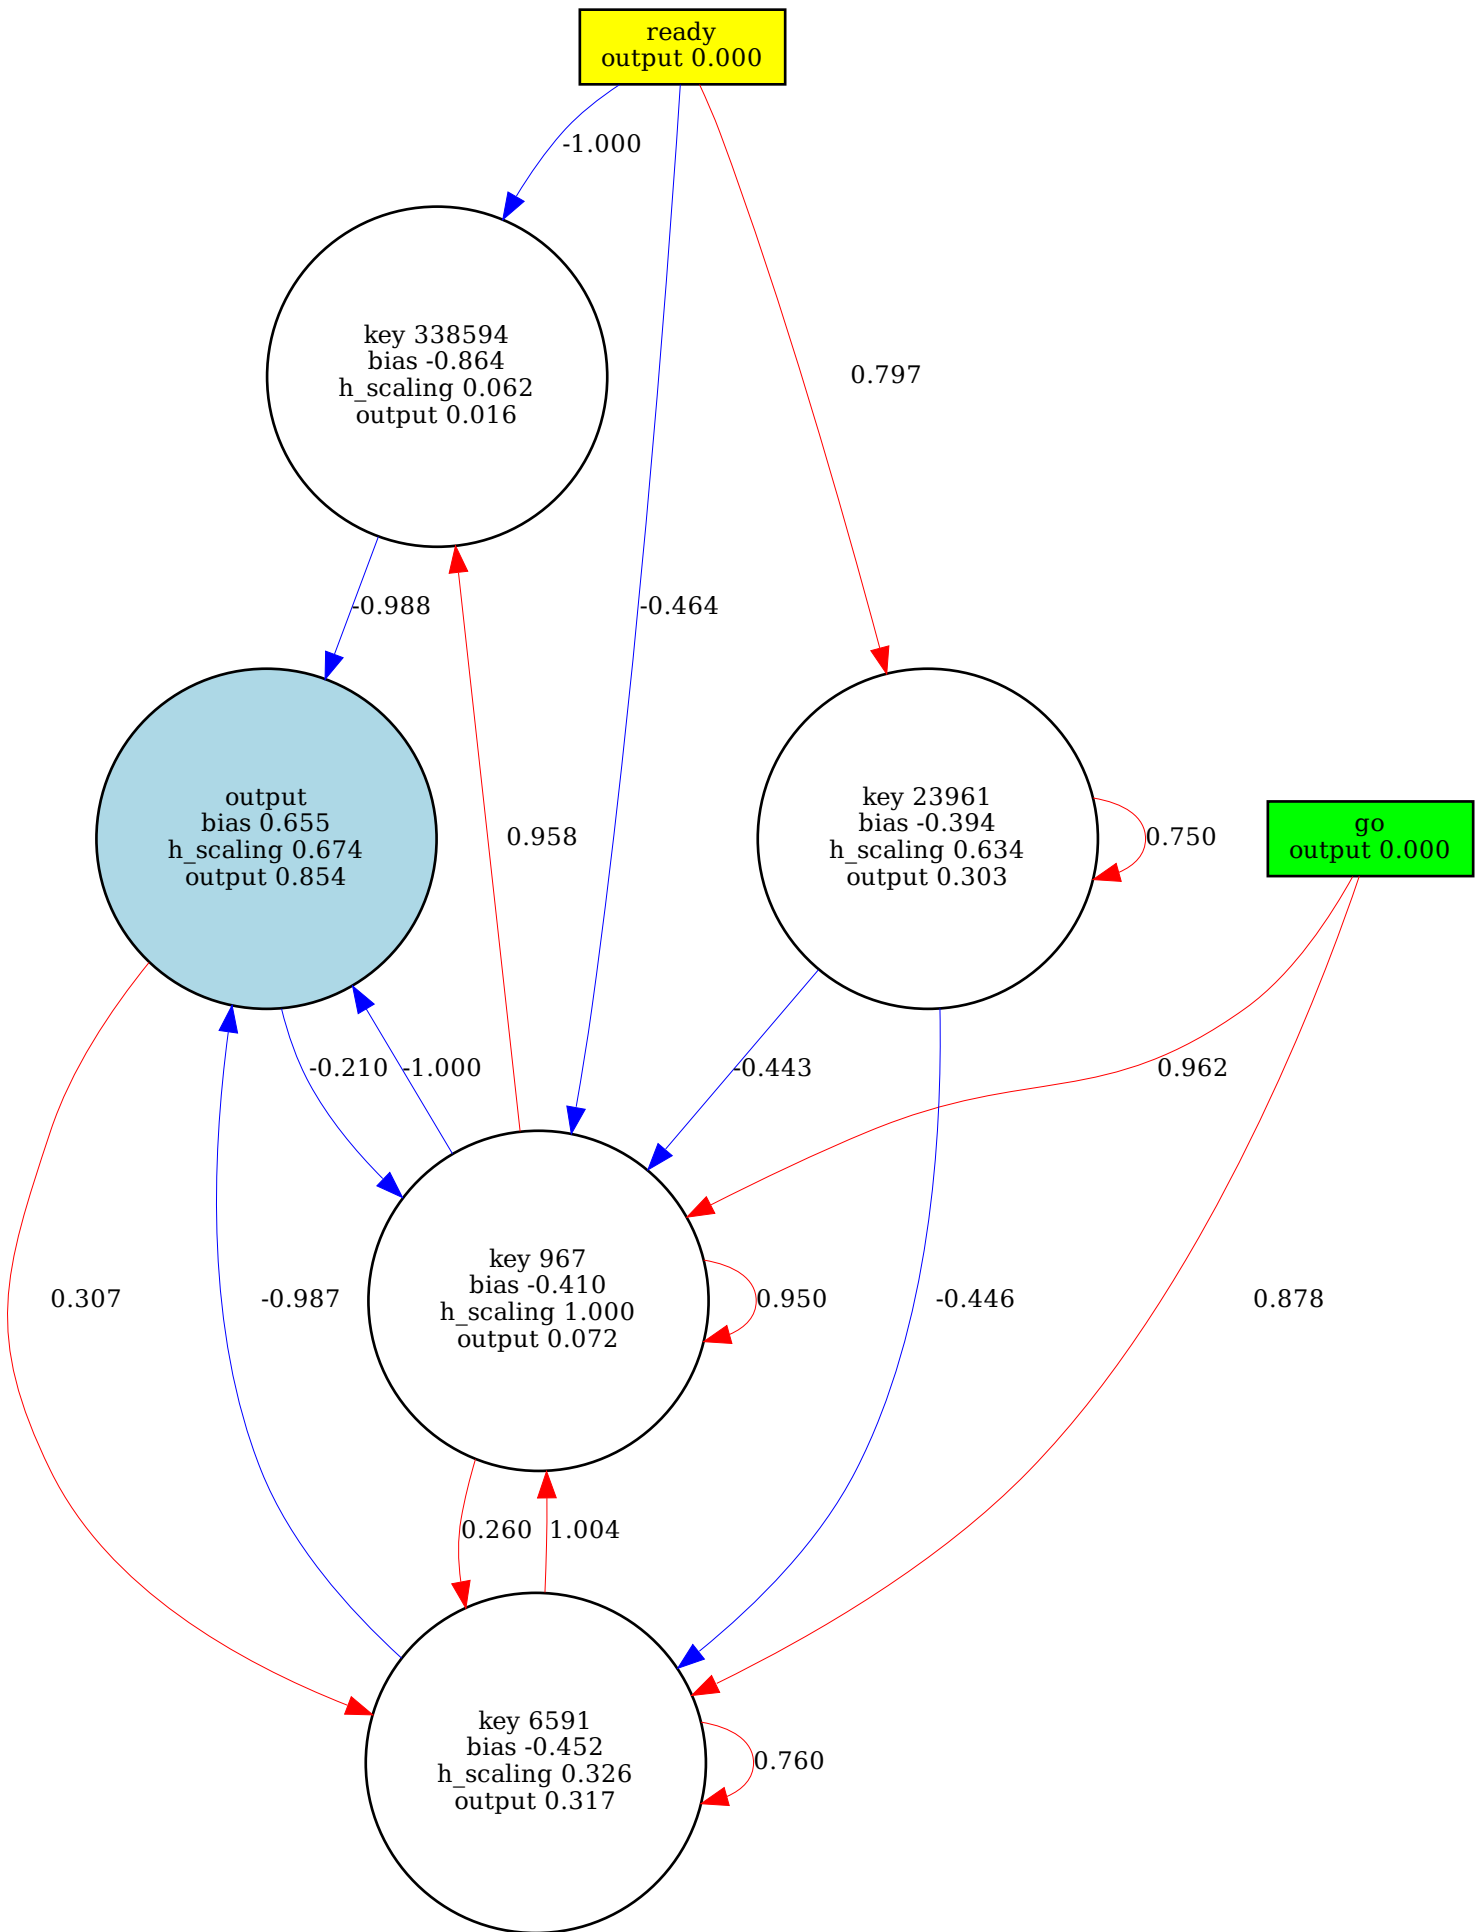 ready
output 0.000
-1.000
key 338594
bias -0.864
h_scaling 0.062
output 0.016
0.797
-0.988
-0.464
output
bias 0.655
h_scaling 0.674
output 0.854
0.958
key 23961
bias -0.394
h_scaling 0.634
output 0.303
0.750
go
output 0.000
-0.210
-1.000
-0.443
0.962
0.307
-0.987
key 967
bias -0.410
h_scaling 1.000
output 0.072
0.950
-0.446
0.878
0.260
1.004
key 6591
bias -0.452
h_scaling 0.326
output 0.317
0.760